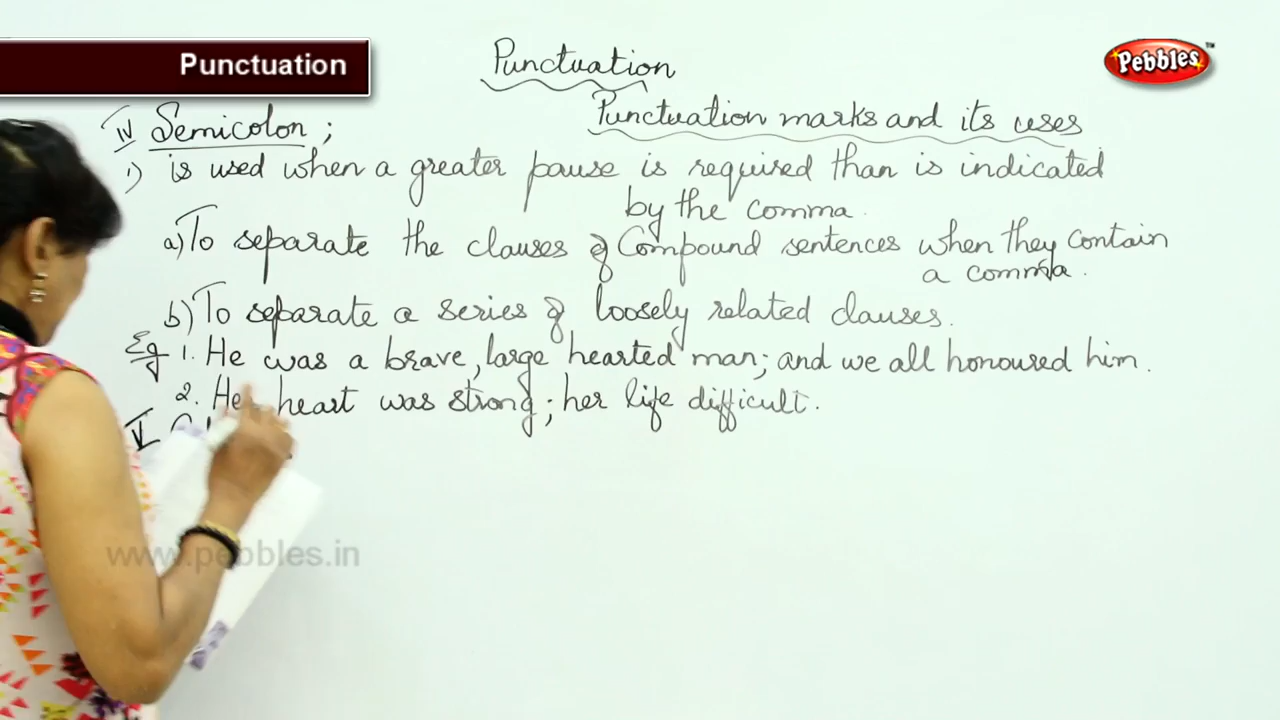 Punctuation
Pebbles™
Punctuation
Punctuation marks and its uses
IV Semicolon ;
i) is used when a greater pause is required than is indicated
by the comma.
a) To separate the clauses of Compound sentences when they contain
a comma.
b) To separate a series of loosely related clauses.
Eg 1. He was a brave, large hearted man; and we all honoured him.
2. Her heart was strong; her life difficult.
V
www.pebbles.in